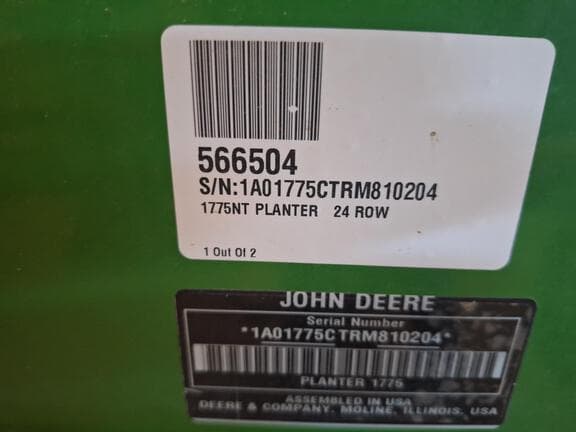 566504
S/N:1A01775CTRM810204
1775NT PLANTER 24 ROW
1 Out Of 2
JOHN DEERE
Serial Number
*1A01775CTRM810204*
PLANTER 1775
ASSEMBLED IN USA
DEERE & COMPANY. MOLINE, ILLINOIS. USA